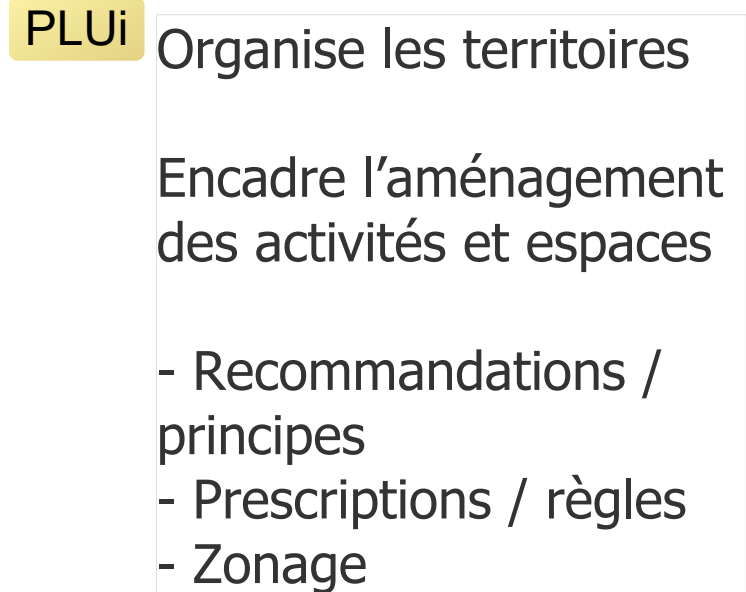 PLUi
Organise les territoires
Encadre l’aménagement
des activités et espaces
- Recommandations /
principes
- Prescriptions / règles
- Zonage